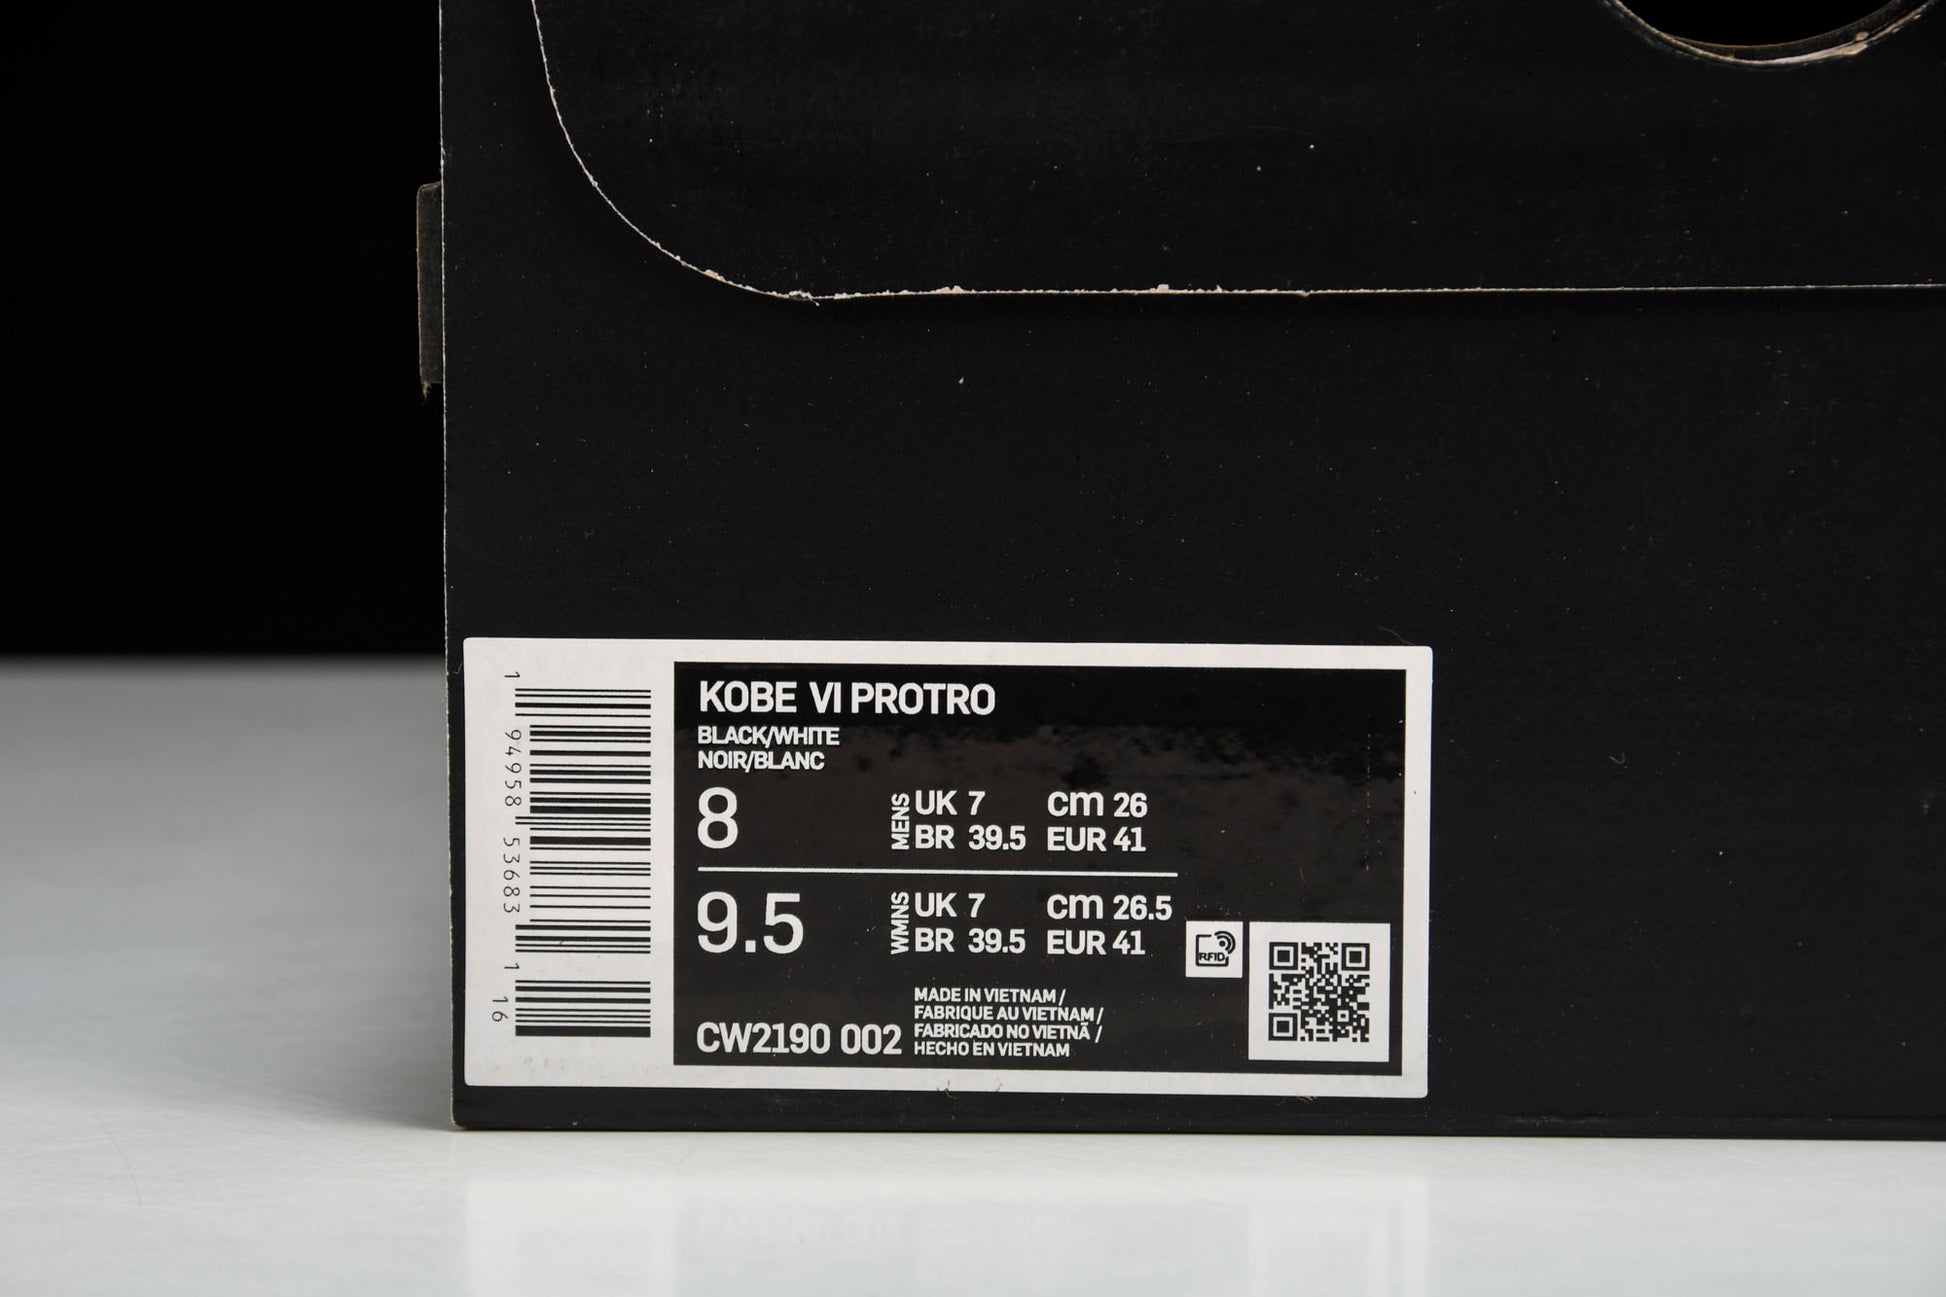 1 94958 53683 1
16
KOBE VI PROTRO
BLACK/WHITE
NOIR/BLANC
8
MENS
UK 7 cm 26
BR 39.5 EUR 41
9.5
WMNS
UK 7 cm 26.5
BR 39.5 EUR 41
RFID
CW2190 002
MADE IN VIETNAM /
FABRIQUE AU VIETNAM /
FABRICADO NO VIETNÃ /
HECHO EN VIETNAM